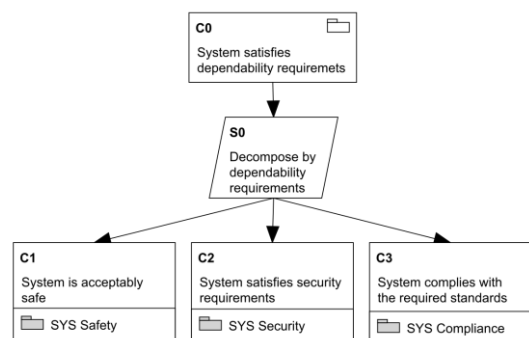 C0
System satisfies
dependability requiremets
S0
Decompose by
dependability
requirements
C1
System is acceptably
safe
SYS Safety
C2
System satisfies security
requirements
SYS Security
C3
System complies with
the required standards
SYS Compliance